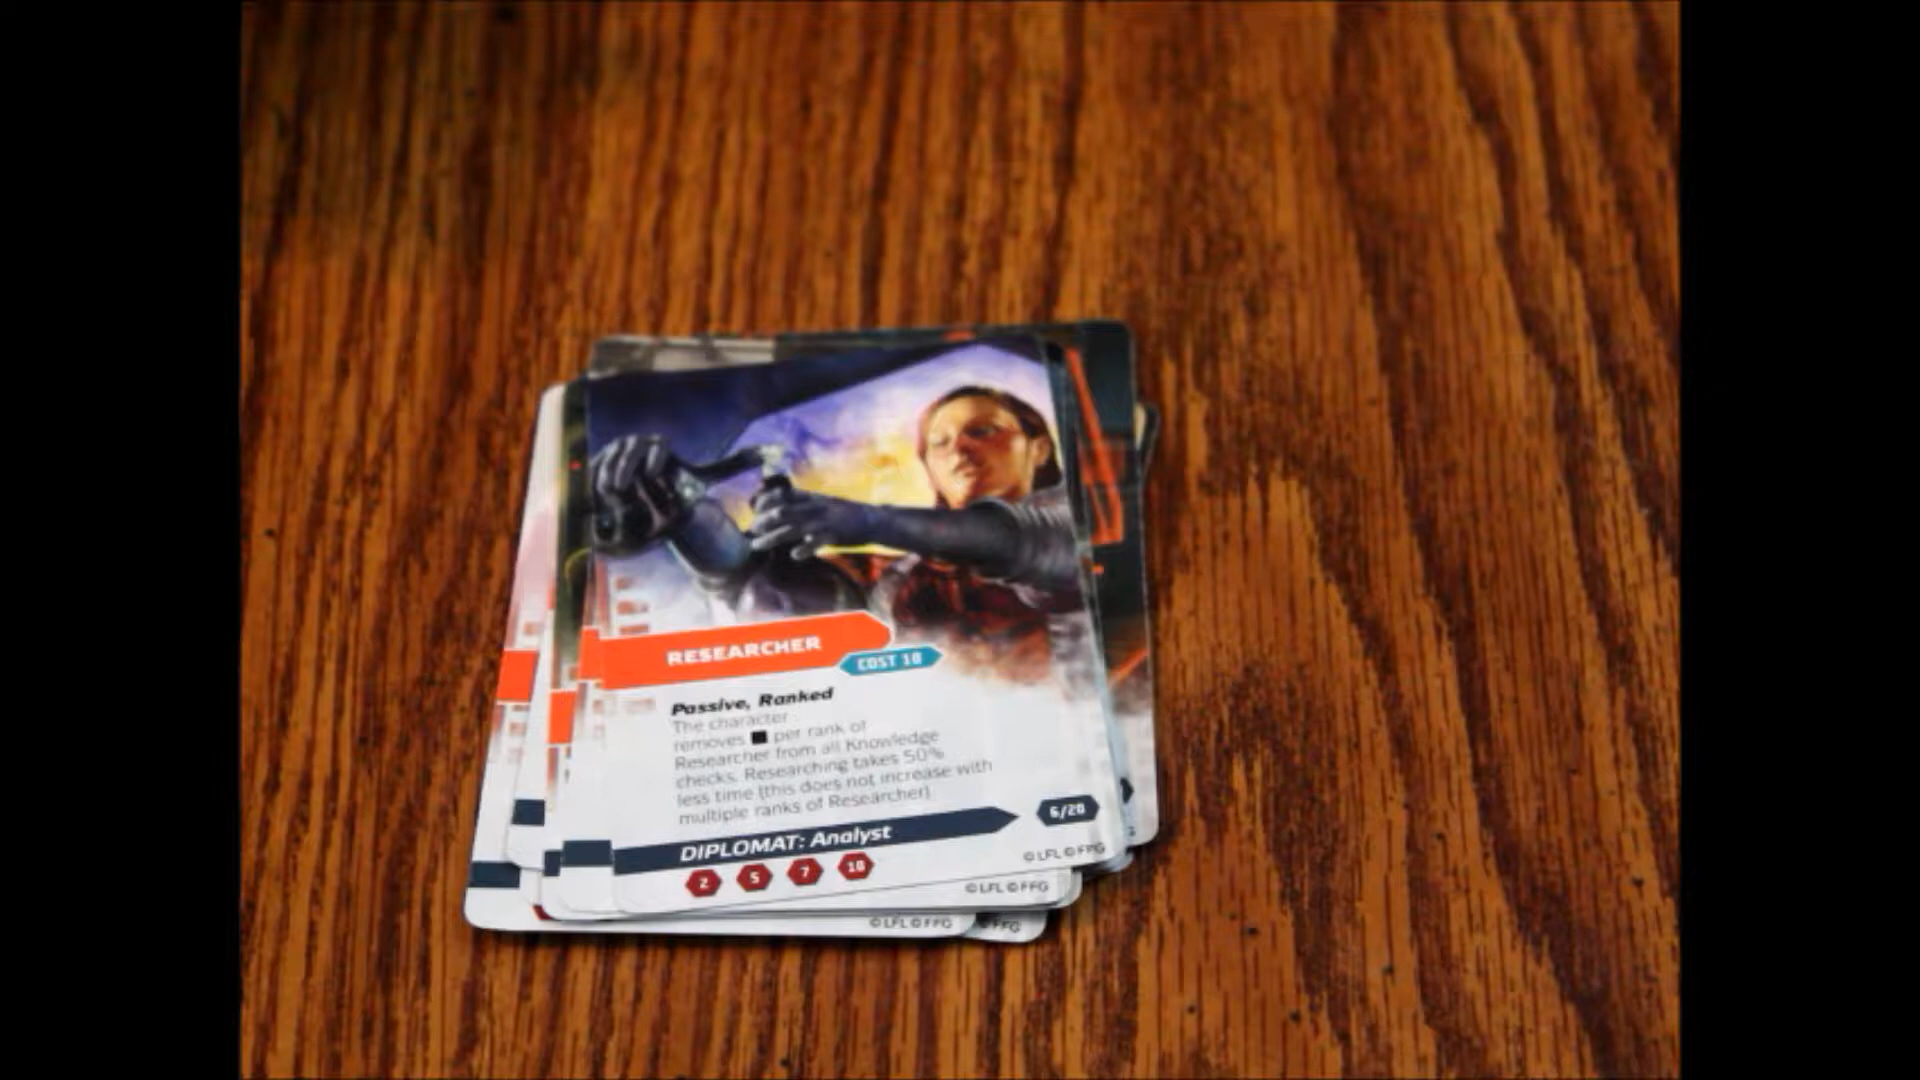 RESEARCHER
COST 10
Passive, Ranked
The character
removes per rank of
Researcher from all Knowledge
checks. Researching takes 50%
less time (this does not increase with
multiple ranks of Researcher)
6/20
DIPLOMAT: Analyst
2 5 7 18
© LFL © FFG
© LFL © FFG
© LFL © FFG
© FFG
G